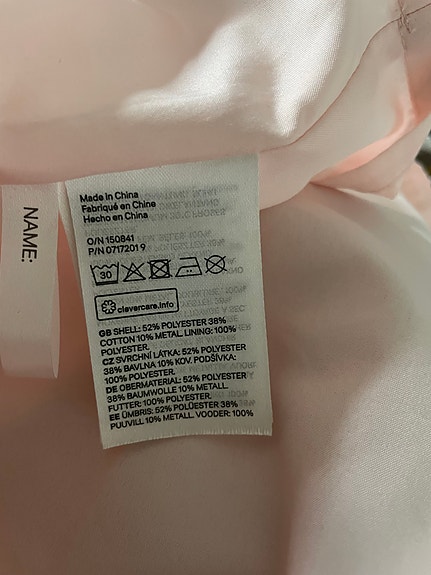 NAME:
Made in China
Fabriqué en Chine
Hecho en China
O/N 150841
P/N 07172019
30
clevercare.info
GB SHELL: 52% POLYESTER 38%
COTTON 10% METAL. LINING: 100%
POLYESTER.
CZ SVRCHNÍ LÁTKA: 52% POLYESTER
38% BAVLNA 10% KOV. PODŠÍVKA:
100% POLYESTER.
DE OBERMATERIAL: 52% POLYESTER
38% BAUMWOLLE 10% METALL.
FUTTER: 100% POLYESTER.
EE ÜMBRIS: 52% POLÜESTER 38%
PUUVILL 10% METALL. VOODER: 100%